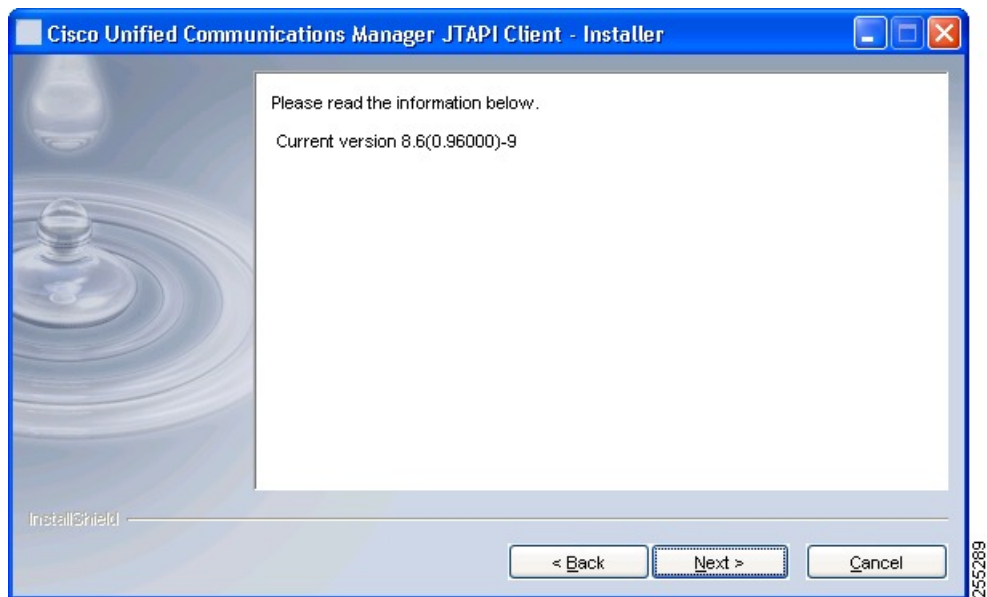 Cisco Unified Communications Manager JTAPI Client - Installer
Please read the information below.
Current version 8.6(0.96000)-9
InstallShield
< Back
Next >
Cancel
255289